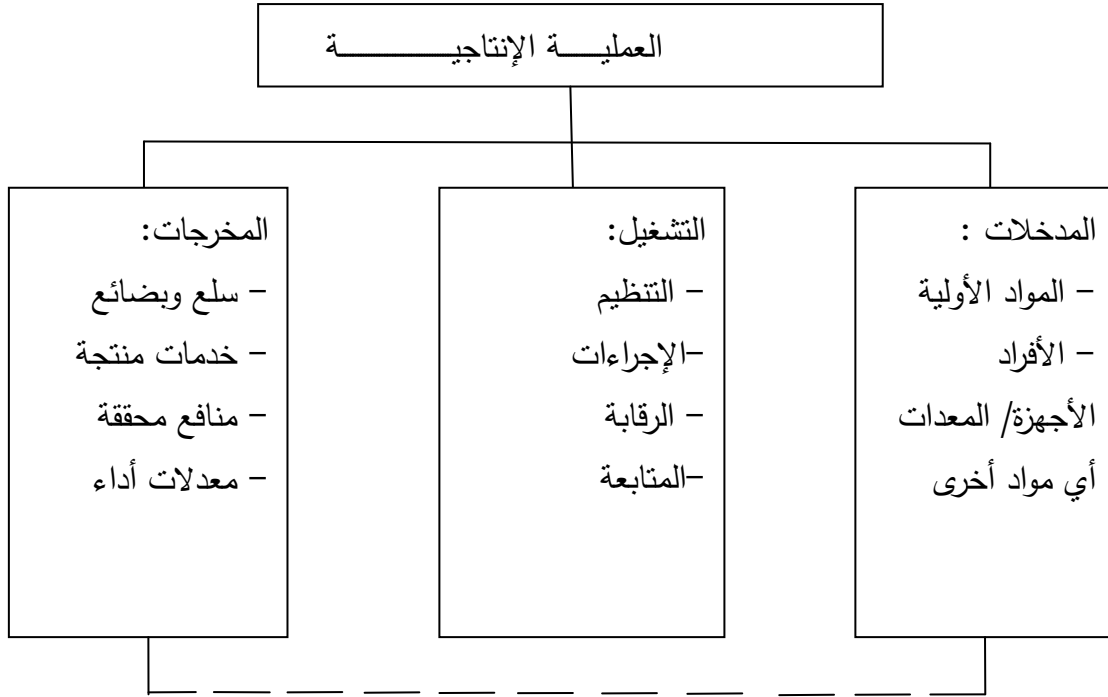 العمليـــــة الإنتاجيـــــــــــــة
المدخلات :
– المواد الأولية
– الأفراد
الأجهزة/ المعدات
أي مواد أخرى
التشغيل:
– التنظيم
–الإجراءات
– الرقابة
–المتابعة
المخرجات:
– سلع وبضائع
– خدمات منتجة
– منافع محققة
– معدلات أداء